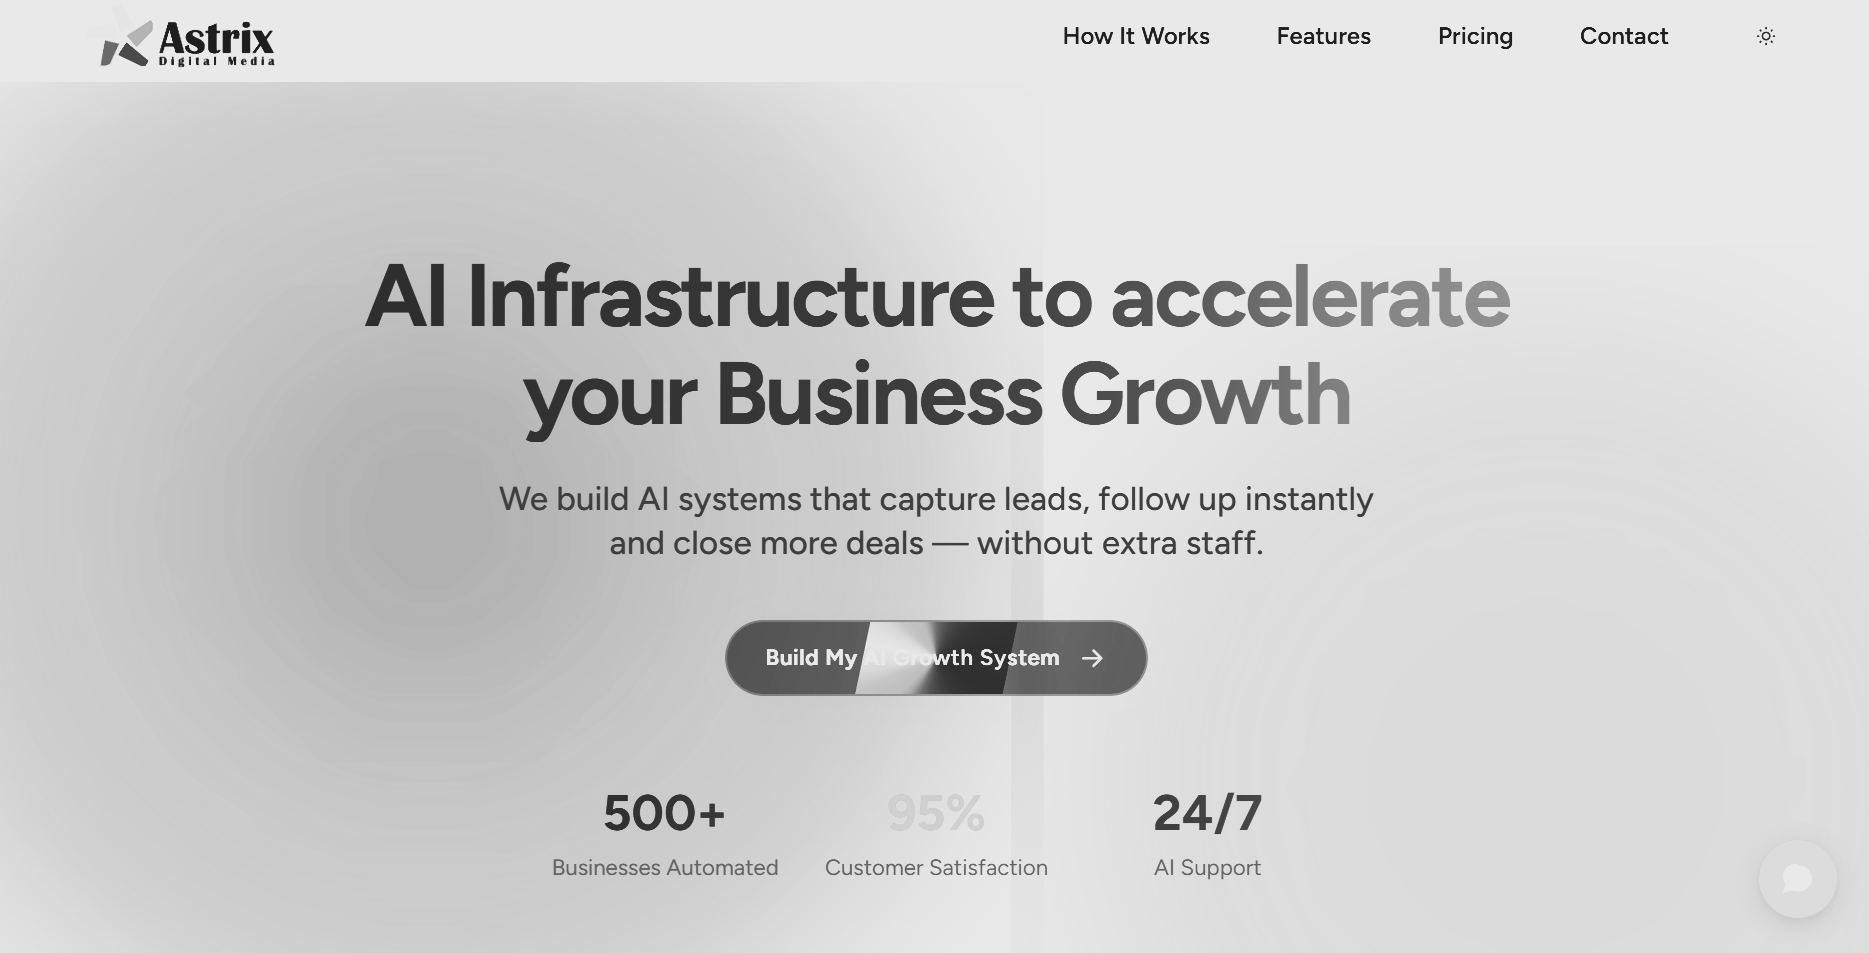 Astrix
Digital Media
How It Works
Features
Pricing
Contact
AI Infrastructure to accelerate
your Business Growth
We build AI systems that capture leads, follow up instantly
and close more deals — without extra staff.
Build My AI Growth System
500+
95%
24/7
Businesses Automated
Customer Satisfaction
AI Support